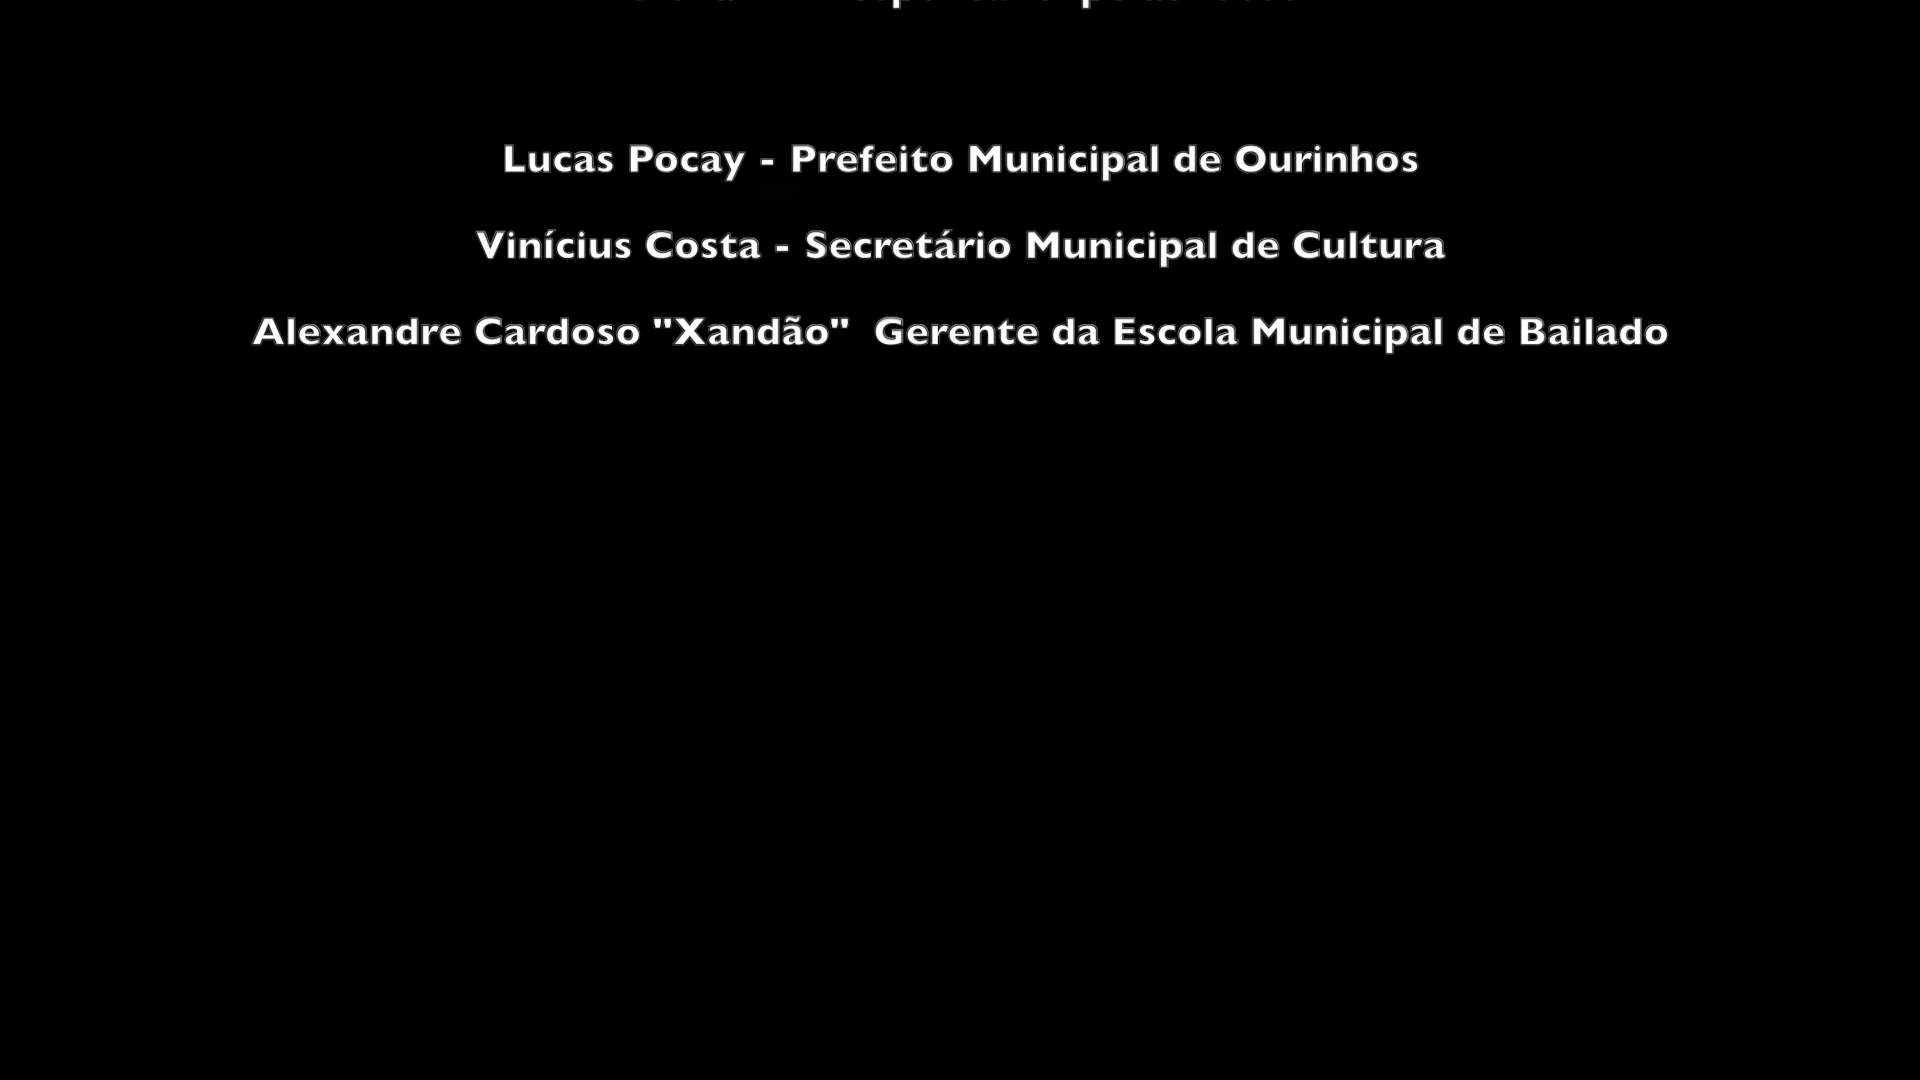 Lucas Pocay - Prefeito Municipal de Ourinhos
Vinícius Costa - Secretário Municipal de Cultura
Alexandre Cardoso "Xandão"  Gerente da Escola Municipal de Bailado